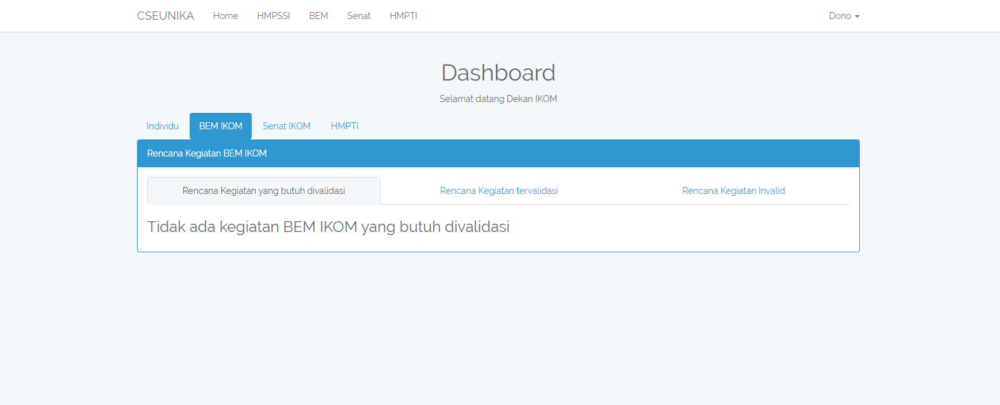 CSEUNIKA Home HMPSSI BEM Senat HMPTI Dono
Dashboard
Selamat datang Dekan IKOM
Individu BEM IKOM Senat IKOM HMPTI
Rencana Kegiatan BEM IKOM
Rencana Kegiatan yang butuh divalidasi Rencana Kegiatan tervalidasi Rencana Kegiatan Invalid
Tidak ada kegiatan BEM IKOM yang butuh divalidasi